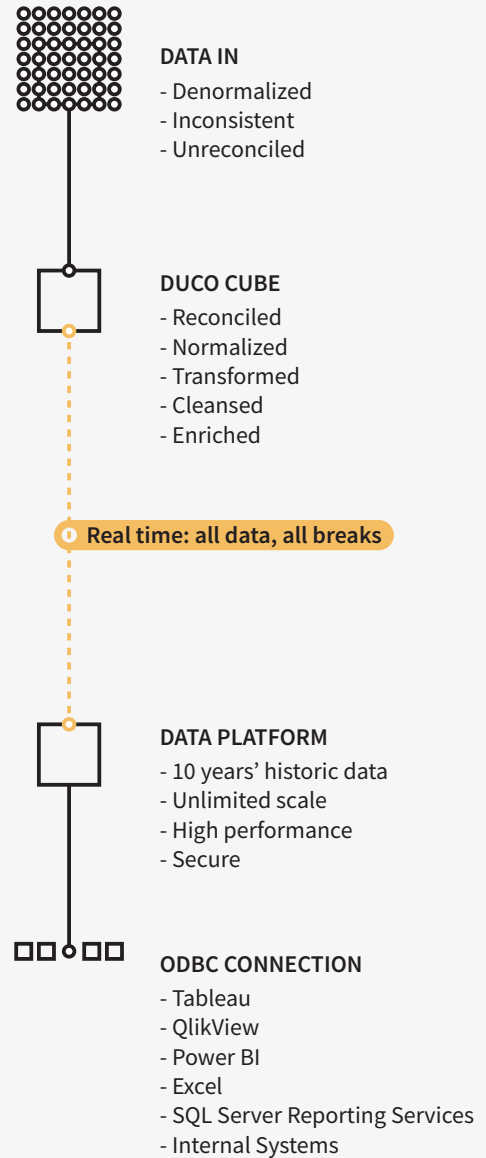 DATA IN
- Denormalized
- Inconsistent
- Unreconciled
DUCO CUBE
- Reconciled
- Normalized
- Transformed
- Cleansed
- Enriched
Real time: all data, all breaks
DATA PLATFORM
- 10 years’ historic data
- Unlimited scale
- High performance
- Secure
ODBC CONNECTION
- Tableau
- QlikView
- Power BI
- Excel
- SQL Server Reporting Services
- Internal Systems